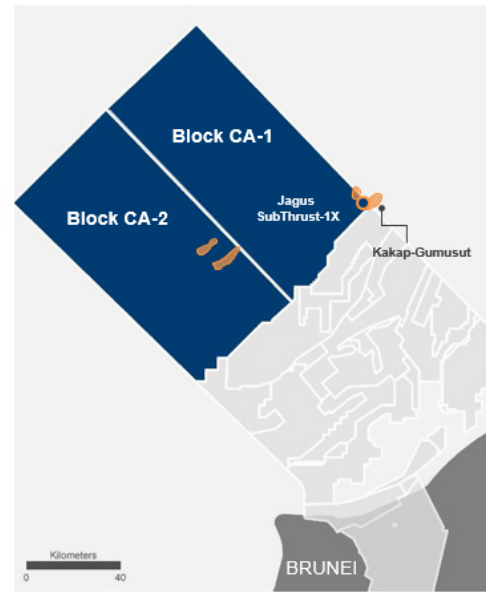 Block CA-1
Block CA-2
Jagus
SubThrust-1X
Kakap-Gumusut
Kilometers
0 40
BRUNEI